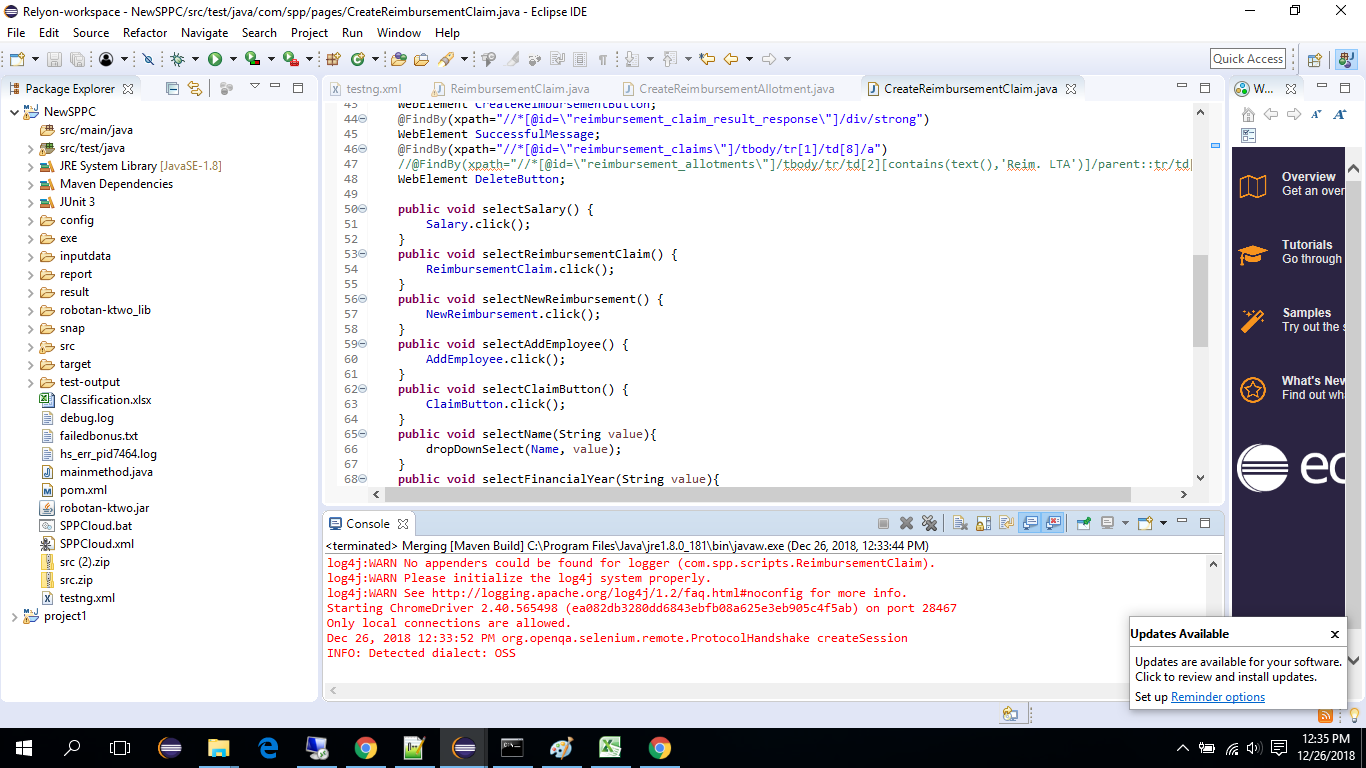 Relyon-workspace - NewSPPC/src/test/java/com/spp/pages/CreateReimbursementClaim.java - Eclipse IDE
File Edit Source Refactor Navigate Search Project Run Window Help
Quick Access
Package Explorer
NewSPPC
src/main/java
src/test/java
JRE System Library [JavaSE-1.8]
Maven Dependencies
JUnit 3
config
exe
inputdata
report
result
robotan-ktwo_lib
snap
src
target
test-output
Classification.xlsx
debug.log
failedbonus.txt
hs_err_pid7464.log
mainmethod.java
pom.xml
robotan-ktwo.jar
SPPCloud.bat
SPPCloud.xml
src (2).zip
src.zip
testng.xml
project1
testng.xml ReimbursementClaim.java CreateReimbursementAllotment.java CreateReimbursementClaim.java
43 WebElement CreateReimbursementButton;
44 @FindBy(xpath="//*[@id=\"reimbursement_claim_result_response\"]/div/strong")
45 WebElement SuccessfulMessage;
46 @FindBy(xpath="//*[@id=\"reimbursement_claims\"]/tbody/tr[1]/td[8]/a")
47 //@FindBy(xpath="//*[@id=\"reimbursement_allotments\"]/tbody/tr/td[2][contains(text(),'Reim. LTA')]/parent::tr/td[
48 WebElement DeleteButton;
49
50 public void selectSalary() {
51 Salary.click();
52 }
53 public void selectReimbursementClaim() {
54 ReimbursementClaim.click();
55 }
56 public void selectNewReimbursement() {
57 NewReimbursement.click();
58 }
59 public void selectAddEmployee() {
60 AddEmployee.click();
61 }
62 public void selectClaimButton() {
63 ClaimButton.click();
64 }
65 public void selectName(String value){
66 dropDownSelect(Name, value);
67 }
68 public void selectFinancialYear(String value){
W...
Overview
Get an over
Tutorials
Go through
Samples
Try out the s
What's New
Find out wha
ec
Console
<terminated> Merging [Maven Build] C:\Program Files\Java\jre1.8.0_181\bin\javaw.exe (Dec 26, 2018, 12:33:44 PM)
log4j:WARN No appenders could be found for logger (com.spp.scripts.ReimbursementClaim).
log4j:WARN Please initialize the log4j system properly.
log4j:WARN See http://logging.apache.org/log4j/1.2/faq.html#noconfig for more info.
Starting ChromeDriver 2.40.565498 (ea082db3280dd6843ebfb08a625e3eb905c4f5ab) on port 28467
Only local connections are allowed.
Dec 26, 2018 12:33:52 PM org.openqa.selenium.remote.ProtocolHandshake createSession
INFO: Detected dialect: OSS
Updates Available
Updates are available for your software.
Click to review and install updates.
Set up Reminder options
12:35 PM
12/26/2018